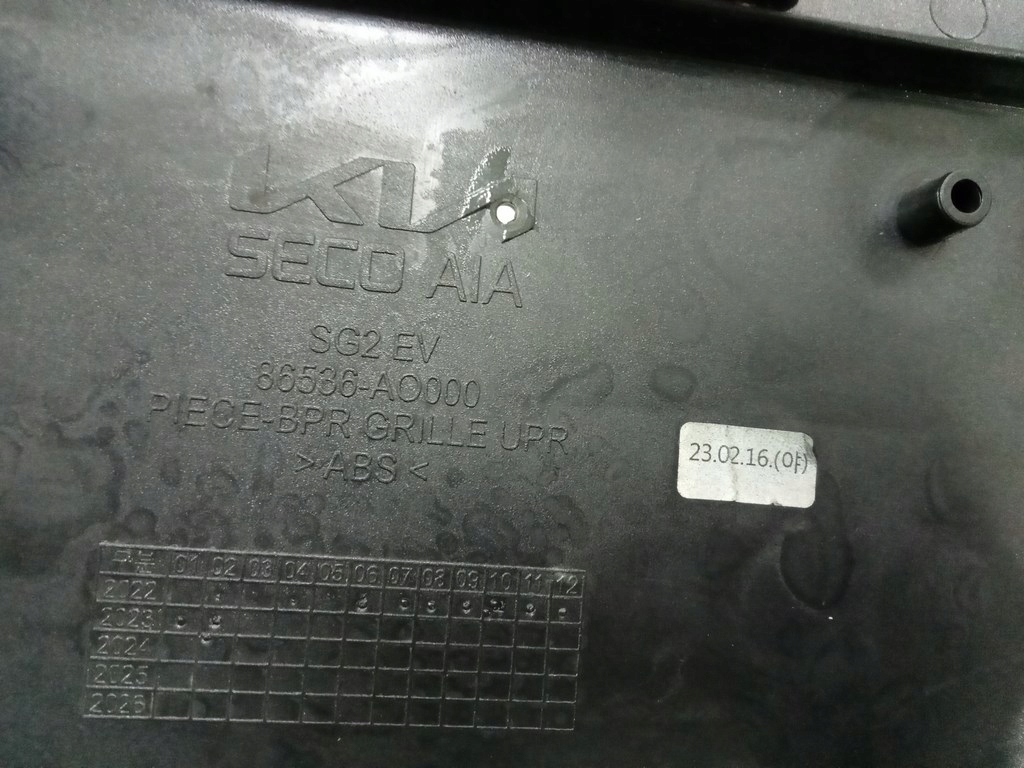 KIA
SECO AIA
SG2 EV
86536-AO000
PIECE-BPR GRILLE UPR
>ABS<
23.02.16.(야)
구분 01 02 03 04 05 06 07 08 09 10 11 12
2022
2023
2024
2025
2026